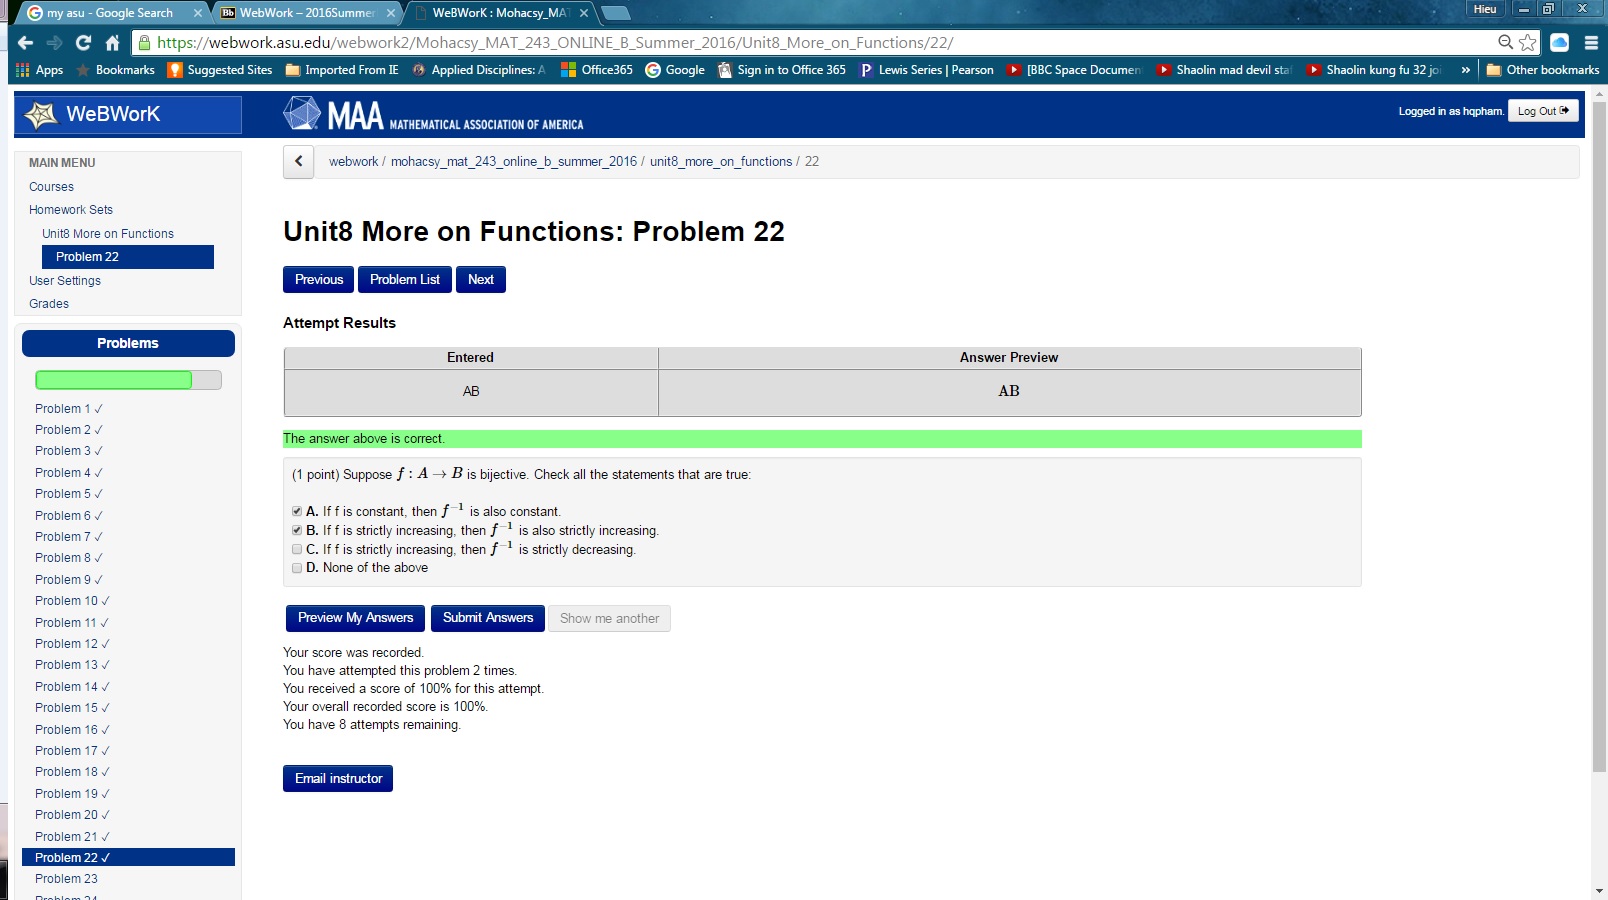 my asu - Google Search
WebWork – 2016Summer
WeBWorK : Mohacsy_MAT
Hieu
https://webwork.asu.edu/webwork2/Mohacsy_MAT_243_ONLINE_B_Summer_2016/Unit8_More_on_Functions/22/
Apps Bookmarks Suggested Sites Imported From IE Applied Disciplines: A Office365 Google Sign in to Office 365 Lewis Series | Pearson [BBC Space Documen Shaolin mad devil sta Shaolin kung fu 32 joi » Other bookmarks
WeBWorK
MAA MATHEMATICAL ASSOCIATION OF AMERICA
Logged in as hqpham. Log Out
MAIN MENU
Courses
Homework Sets
Unit8 More on Functions
Problem 22
User Settings
Grades
Problems
Problem 1 ✓
Problem 2 ✓
Problem 3 ✓
Problem 4 ✓
Problem 5 ✓
Problem 6 ✓
Problem 7 ✓
Problem 8 ✓
Problem 9 ✓
Problem 10 ✓
Problem 11 ✓
Problem 12 ✓
Problem 13 ✓
Problem 14 ✓
Problem 15 ✓
Problem 16 ✓
Problem 17 ✓
Problem 18 ✓
Problem 19 ✓
Problem 20 ✓
Problem 21 ✓
Problem 22 ✓
Problem 23
Problem 24
webwork / mohacsy_mat_243_online_b_summer_2016 / unit8_more_on_functions / 22
Unit8 More on Functions: Problem 22
Previous Problem List Next
Attempt Results
Entered Answer Preview
AB AB
The answer above is correct.
(1 point) Suppose f : A → B is bijective. Check all the statements that are true:
A. If f is constant, then f⁻¹ is also constant.
B. If f is strictly increasing, then f⁻¹ is also strictly increasing.
C. If f is strictly increasing, then f⁻¹ is strictly decreasing.
D. None of the above
Preview My Answers Submit Answers Show me another
Your score was recorded.
You have attempted this problem 2 times.
You received a score of 100% for this attempt.
Your overall recorded score is 100%.
You have 8 attempts remaining.
Email instructor